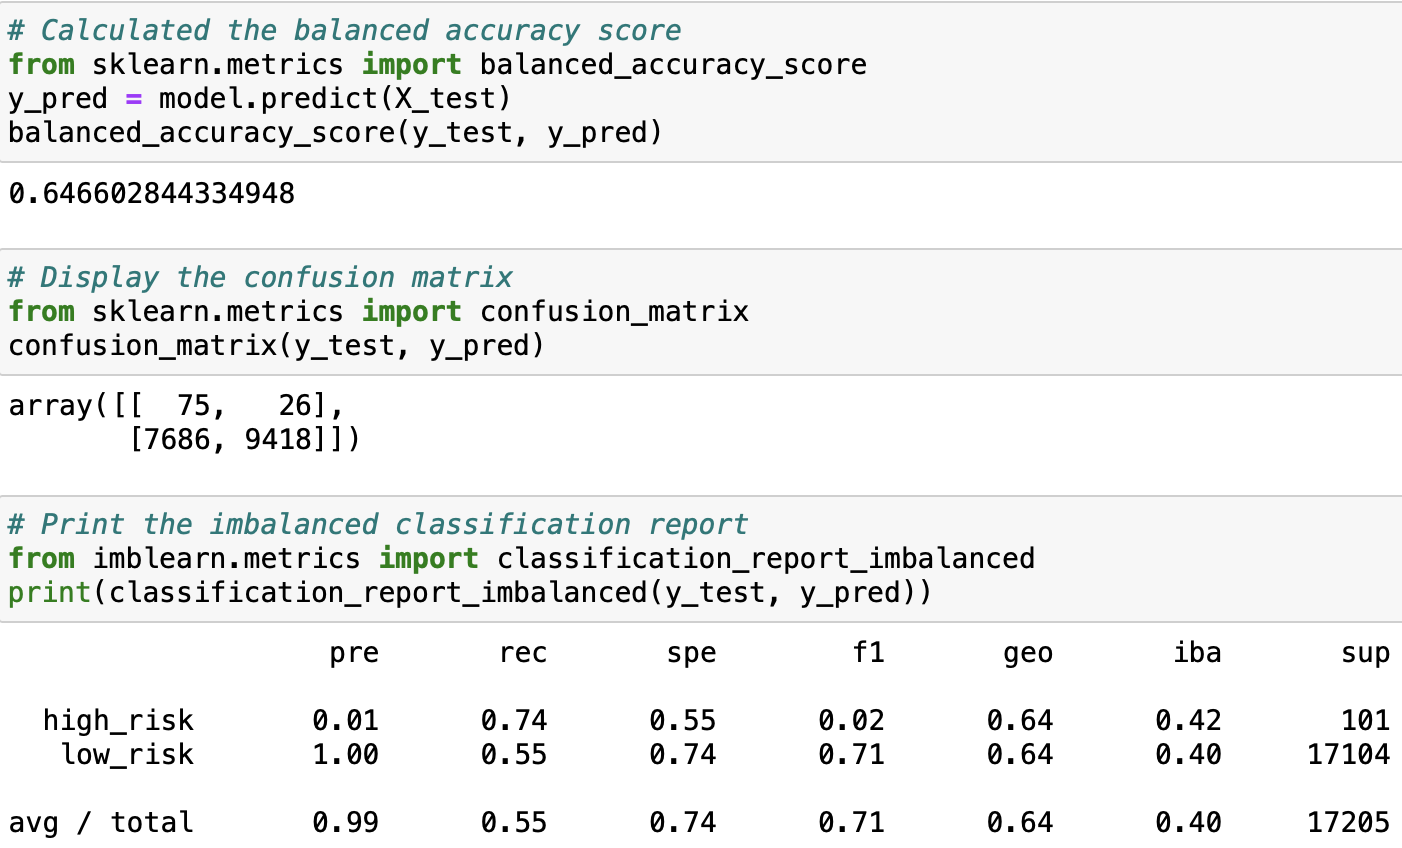 # Calculated the balanced accuracy score
from sklearn.metrics import balanced_accuracy_score
y_pred = model.predict(X_test)
balanced_accuracy_score(y_test, y_pred)
0.646602844334948
# Display the confusion matrix
from sklearn.metrics import confusion_matrix
confusion_matrix(y_test, y_pred)
array([[  75,   26],
       [7686, 9418]])
# Print the imbalanced classification report
from imblearn.metrics import classification_report_imbalanced
print(classification_report_imbalanced(y_test, y_pred))
                   pre       rec       spe        f1       geo       iba       sup
  high_risk       0.01      0.74      0.55      0.02      0.64      0.42       101
   low_risk       1.00      0.55      0.74      0.71      0.64      0.40     17104
avg / total       0.99      0.55      0.74      0.71      0.64      0.40     17205